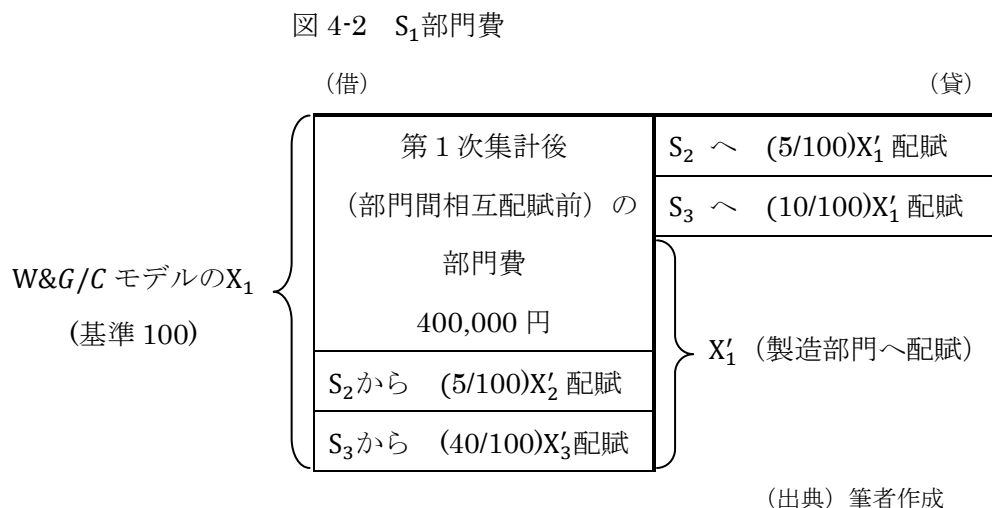 図 4-2 S₁部門費
(借) (貸)
第１次集計後
(部門間相互配賦前) の
部門費
400,000 円
S₂から (5/100)X′₂ 配賦
S₃から (40/100)X′₃配賦
S₂ へ (5/100)X′₁ 配賦
S₃ へ (10/100)X′₁ 配賦
W&G/C モデルのX₁
(基準 100)
X′₁ (製造部門へ配賦)
(出典) 筆者作成